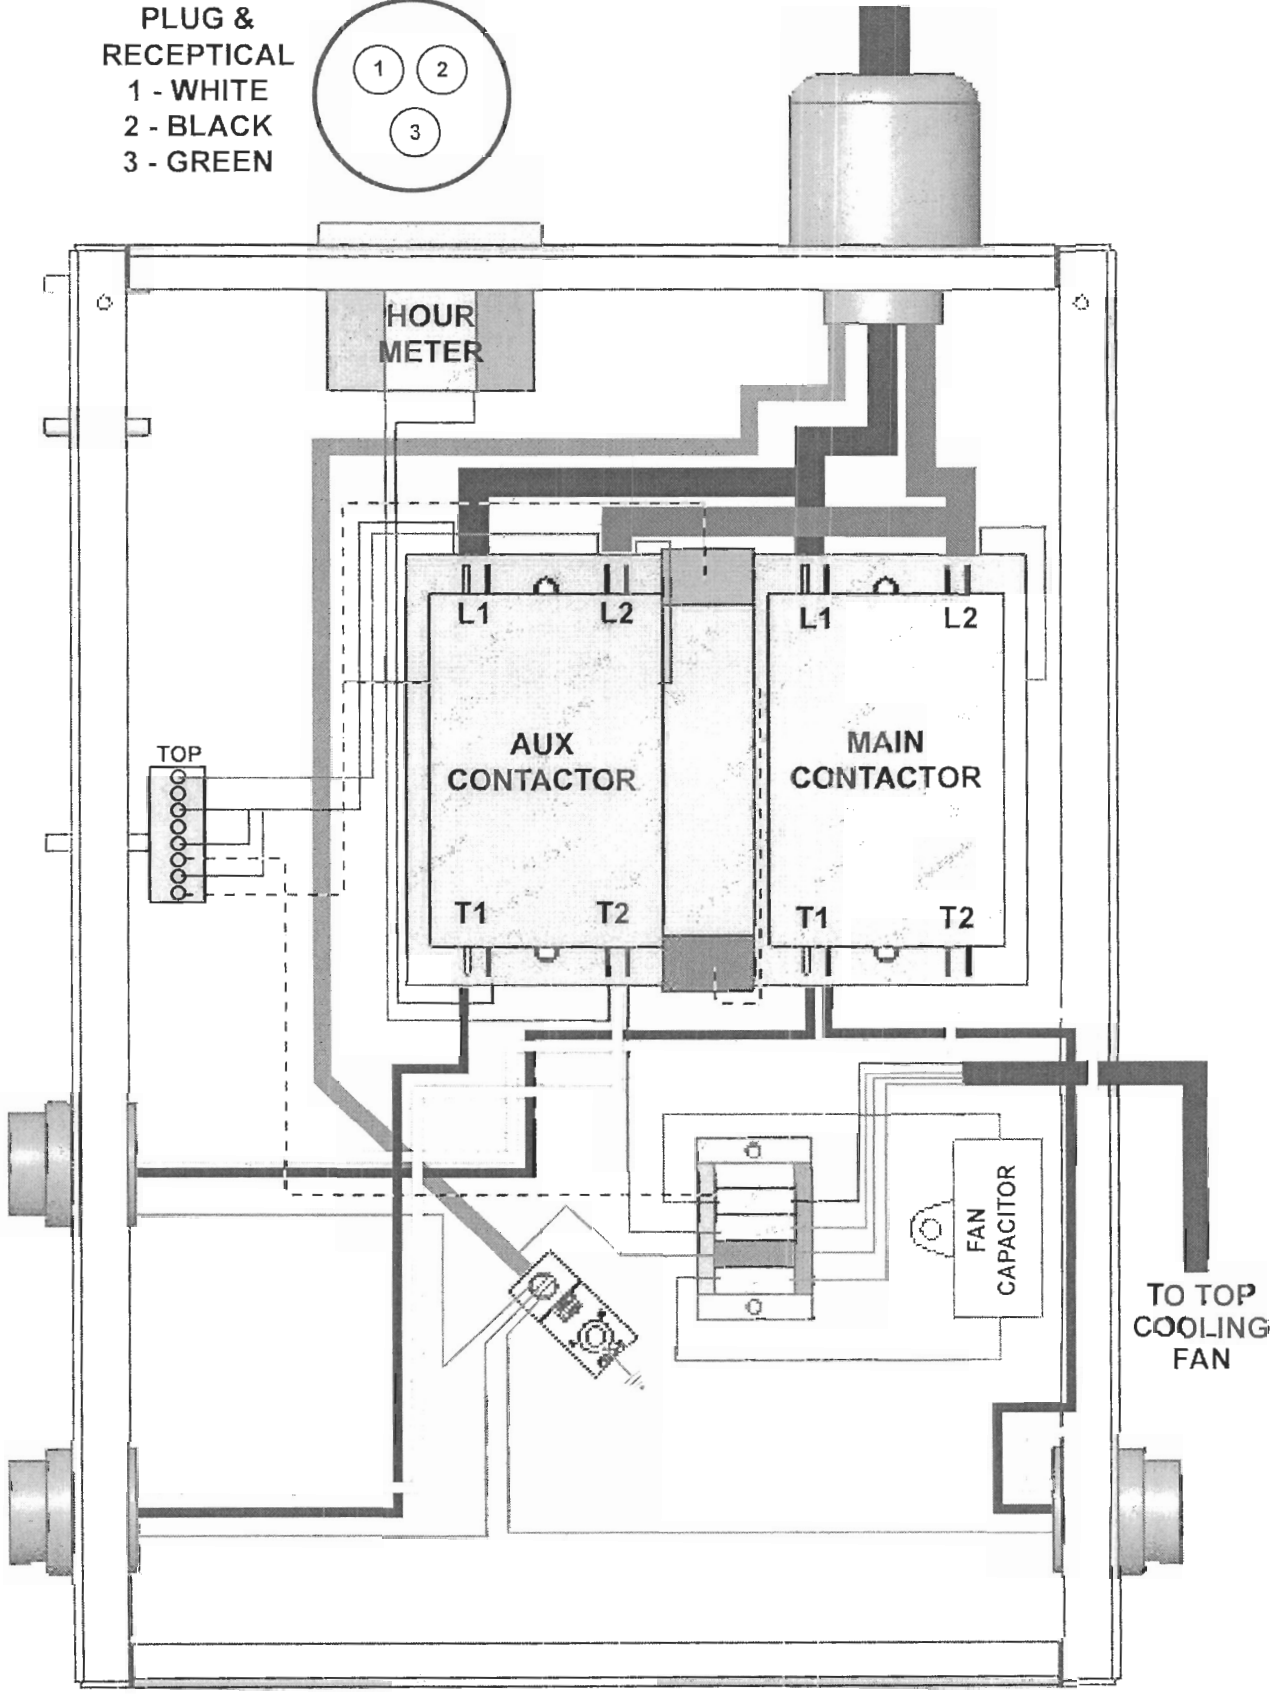 PLUG &
RECEPTICAL
1 - WHITE
2 - BLACK
3 - GREEN
1 2
3
HOUR
METER
L1 L2 L1 L2
AUX
CONTACTOR
MAIN
CONTACTOR
TOP
T1 T2 T1 T2
FAN
CAPACITOR
TO TOP
COOLING
FAN